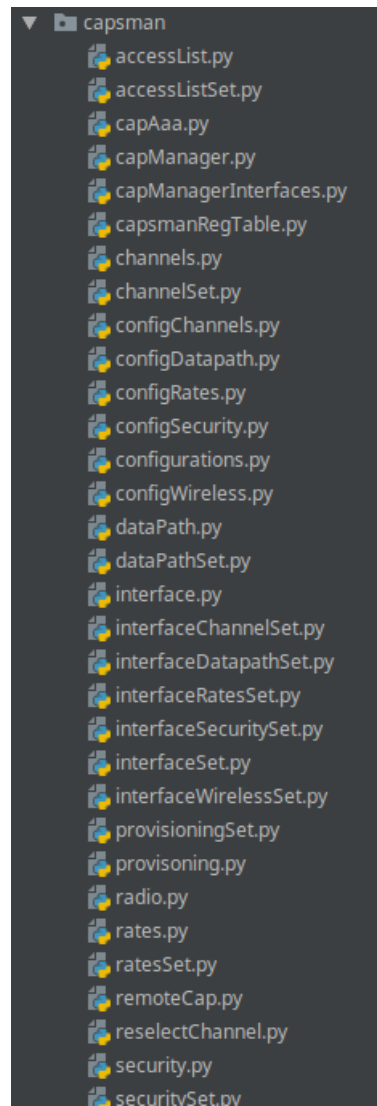 capsman
accessList.py
accessListSet.py
capAaa.py
capManager.py
capManagerInterfaces.py
capsmanRegTable.py
channels.py
channelSet.py
configChannels.py
configDatapath.py
configRates.py
configSecurity.py
configurations.py
configWireless.py
dataPath.py
dataPathSet.py
interface.py
interfaceChannelSet.py
interfaceDatapathSet.py
interfaceRatesSet.py
interfaceSecuritySet.py
interfaceSet.py
interfaceWirelessSet.py
provisioningSet.py
provisoning.py
radio.py
rates.py
ratesSet.py
remoteCap.py
reselectChannel.py
security.py
securitySet.py